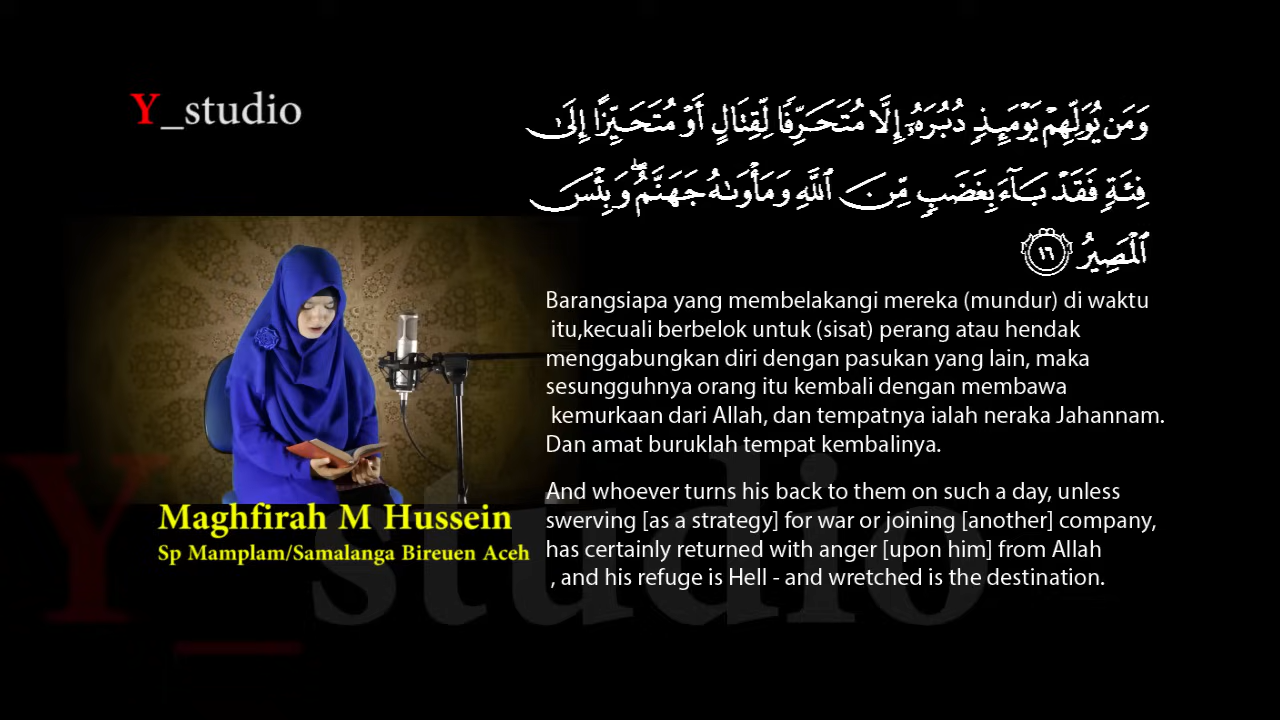 Y_studio
وَمَن يُوَلِّهِمْ يَوْمَئِذٍ دُبُرَهُۥٓ إِلَّا مُتَحَرِّفًا لِّقِتَالٍ أَوْ مُتَحَيِّزًا إِلَىٰ
فِئَةٍ فَقَدْ بَآءَ بِغَضَبٍ مِّنَ ٱللَّهِ وَمَأْوَىٰهُ جَهَنَّمُ ۖ وَبِئْسَ
ٱلْمَصِيرُ ١٦
Barangsiapa yang membelakangi mereka (mundur) di waktu
itu,kecuali berbelok untuk (sisat) perang atau hendak
menggabungkan diri dengan pasukan yang lain, maka
sesungguhnya orang itu kembali dengan membawa
kemurkaan dari Allah, dan tempatnya ialah neraka Jahannam.
Dan amat buruklah tempat kembalinya.
And whoever turns his back to them on such a day, unless
swerving [as a strategy] for war or joining [another] company,
has certainly returned with anger [upon him] from Allah
, and his refuge is Hell - and wretched is the destination.
Maghfirah M Hussein
Sp Mamplam/Samalanga Bireuen Aceh
Y_studio